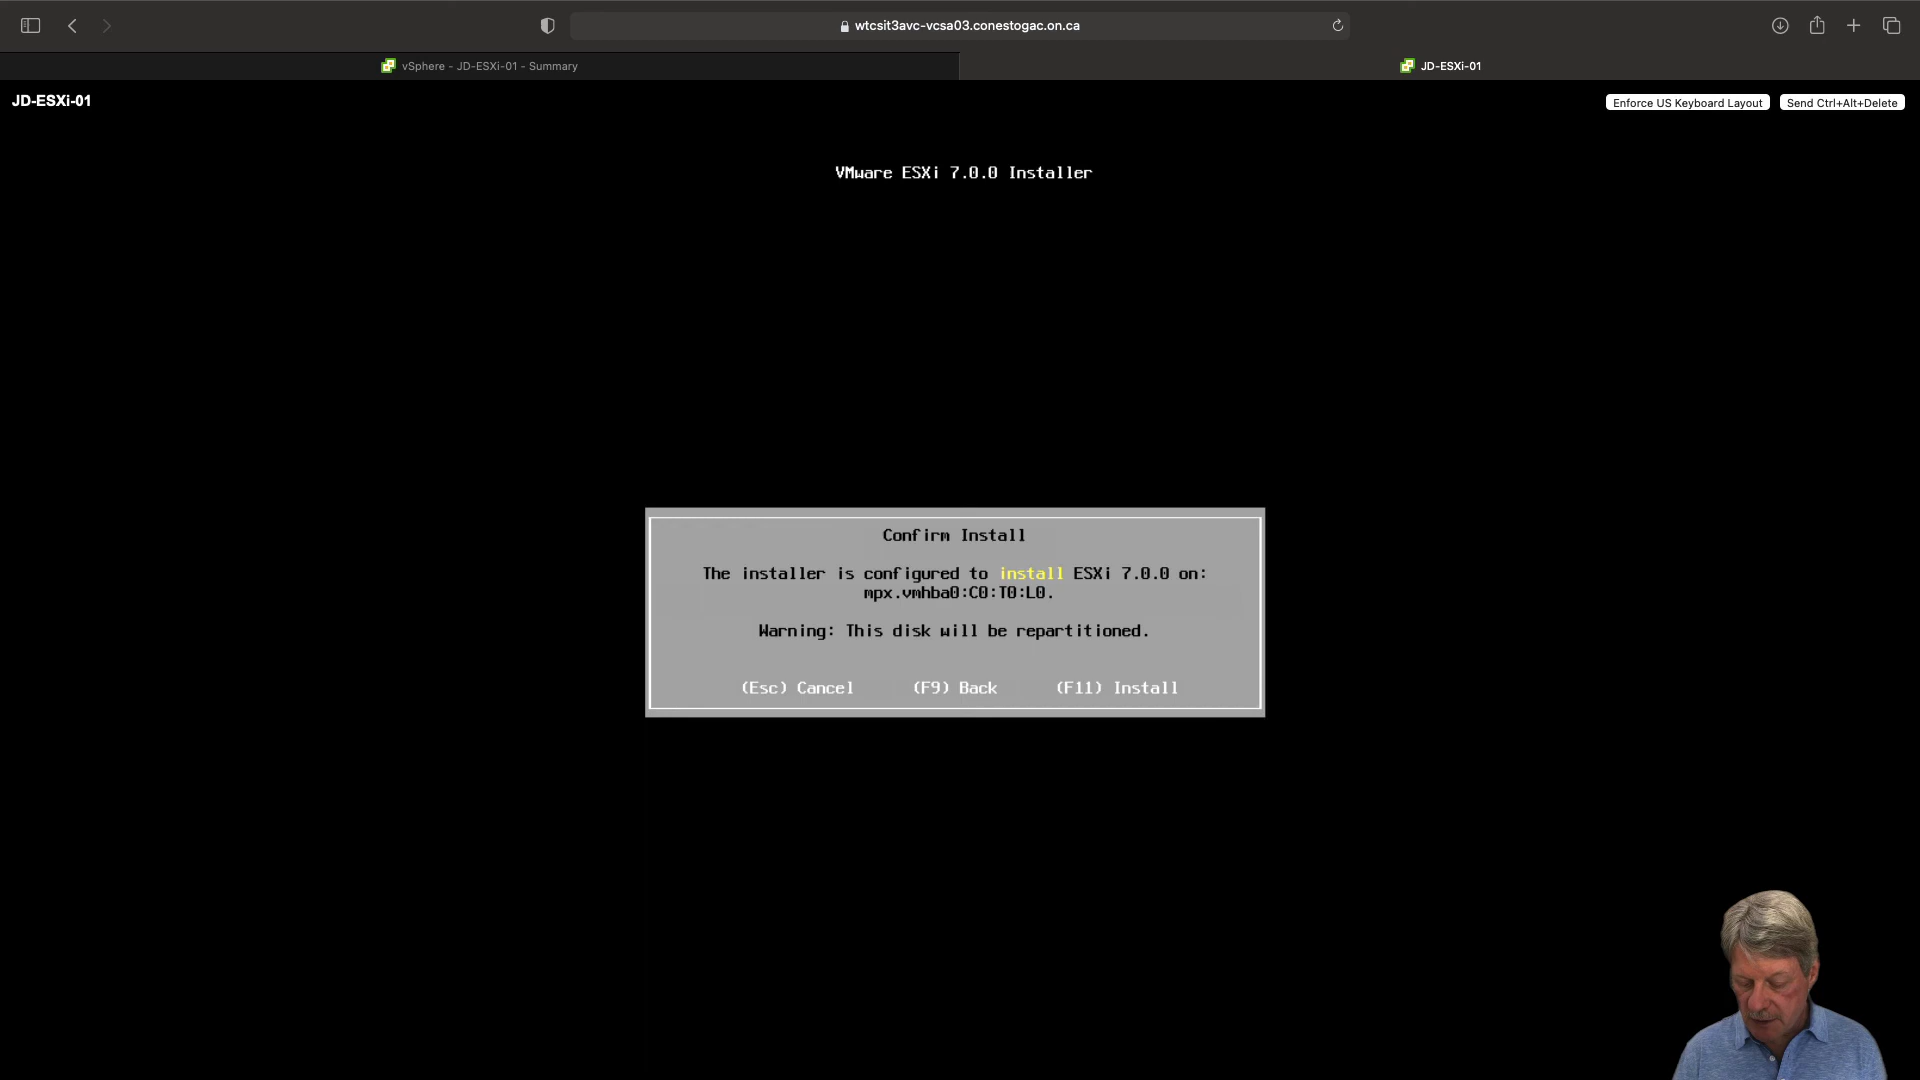 wtcsit3avc-vcsa03.conestogac.on.ca
vSphere - JD-ESXi-01 - Summary
JD-ESXi-01
JD-ESXi-01
Enforce US Keyboard Layout
Send Ctrl+Alt+Delete
VMware ESXi 7.0.0 Installer
Confirm Install
The installer is configured to install ESXi 7.0.0 on:
mpx.vmhba0:C0:T0:L0.
Warning: This disk will be repartitioned.
(Esc) Cancel (F9) Back (F11) Install